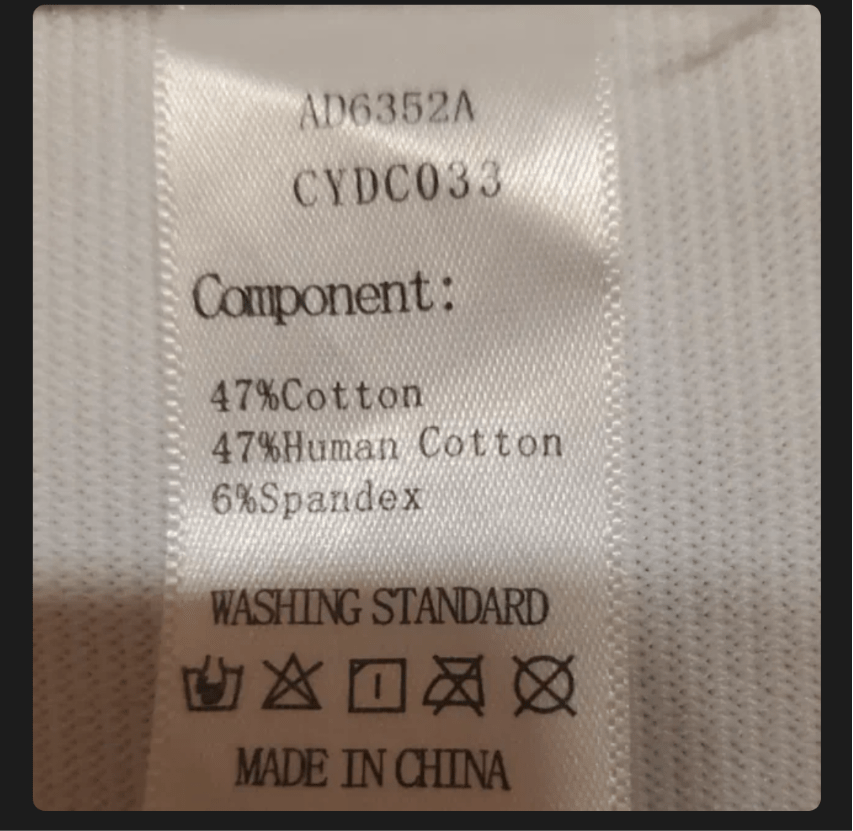 AD6352A
CYDC033
Component:
47%Cotton
47%Human Cotton
6%Spandex
WASHING STANDARD
MADE IN CHINA